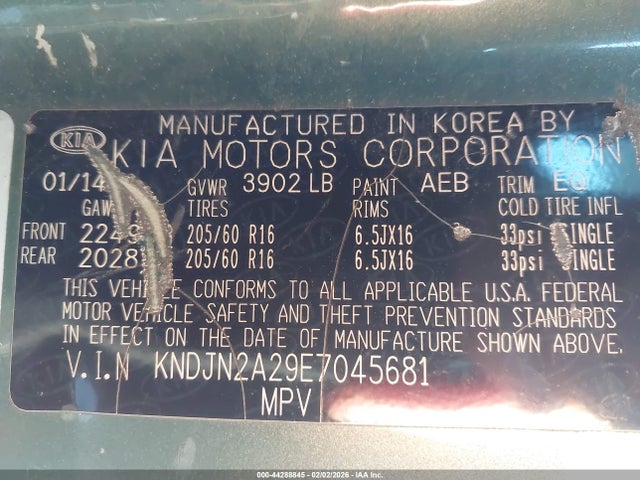 MANUFACTURED IN KOREA BY
KIA KIA MOTORS CORPORATION
01/14 GVWR 3902 LB PAINT AEB TRIM EQ
TIRES RIMS COLD TIRE INFL
FRONT 2249 205/60 R16 6.5JX16 33psi SINGLE
REAR 2028 205/60 R16 6.5JX16 33psi SINGLE
THIS VEHICLE CONFORMS TO ALL APPLICABLE U.S.A. FEDERAL
MOTOR VEHICLE SAFETY AND THEFT PREVENTION STANDARDS
IN EFFECT ON THE DATE OF MANUFACTURE SHOWN ABOVE.
V.I.N KNDJN2A29E7045681
MPV
000-44288845 - 02/02/2026 - IAA Inc.